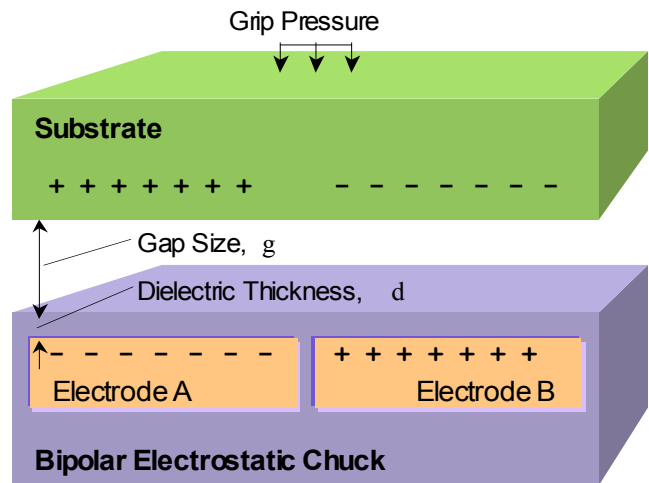 Grip Pressure
Substrate
+ + + + + + + - - - - - - -
Gap Size, g
Dielectric Thickness, d
- - - - - - - + + + + + + +
Electrode A Electrode B
Bipolar Electrostatic Chuck